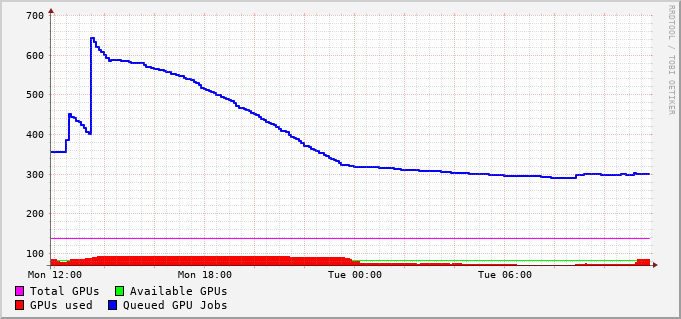 700
600
500
400
300
200
100
Mon 12:00 Mon 18:00 Tue 00:00 Tue 06:00
Total GPUs Available GPUs
GPUs used Queued GPU Jobs
RRDTOOL / TOBI OETIKER